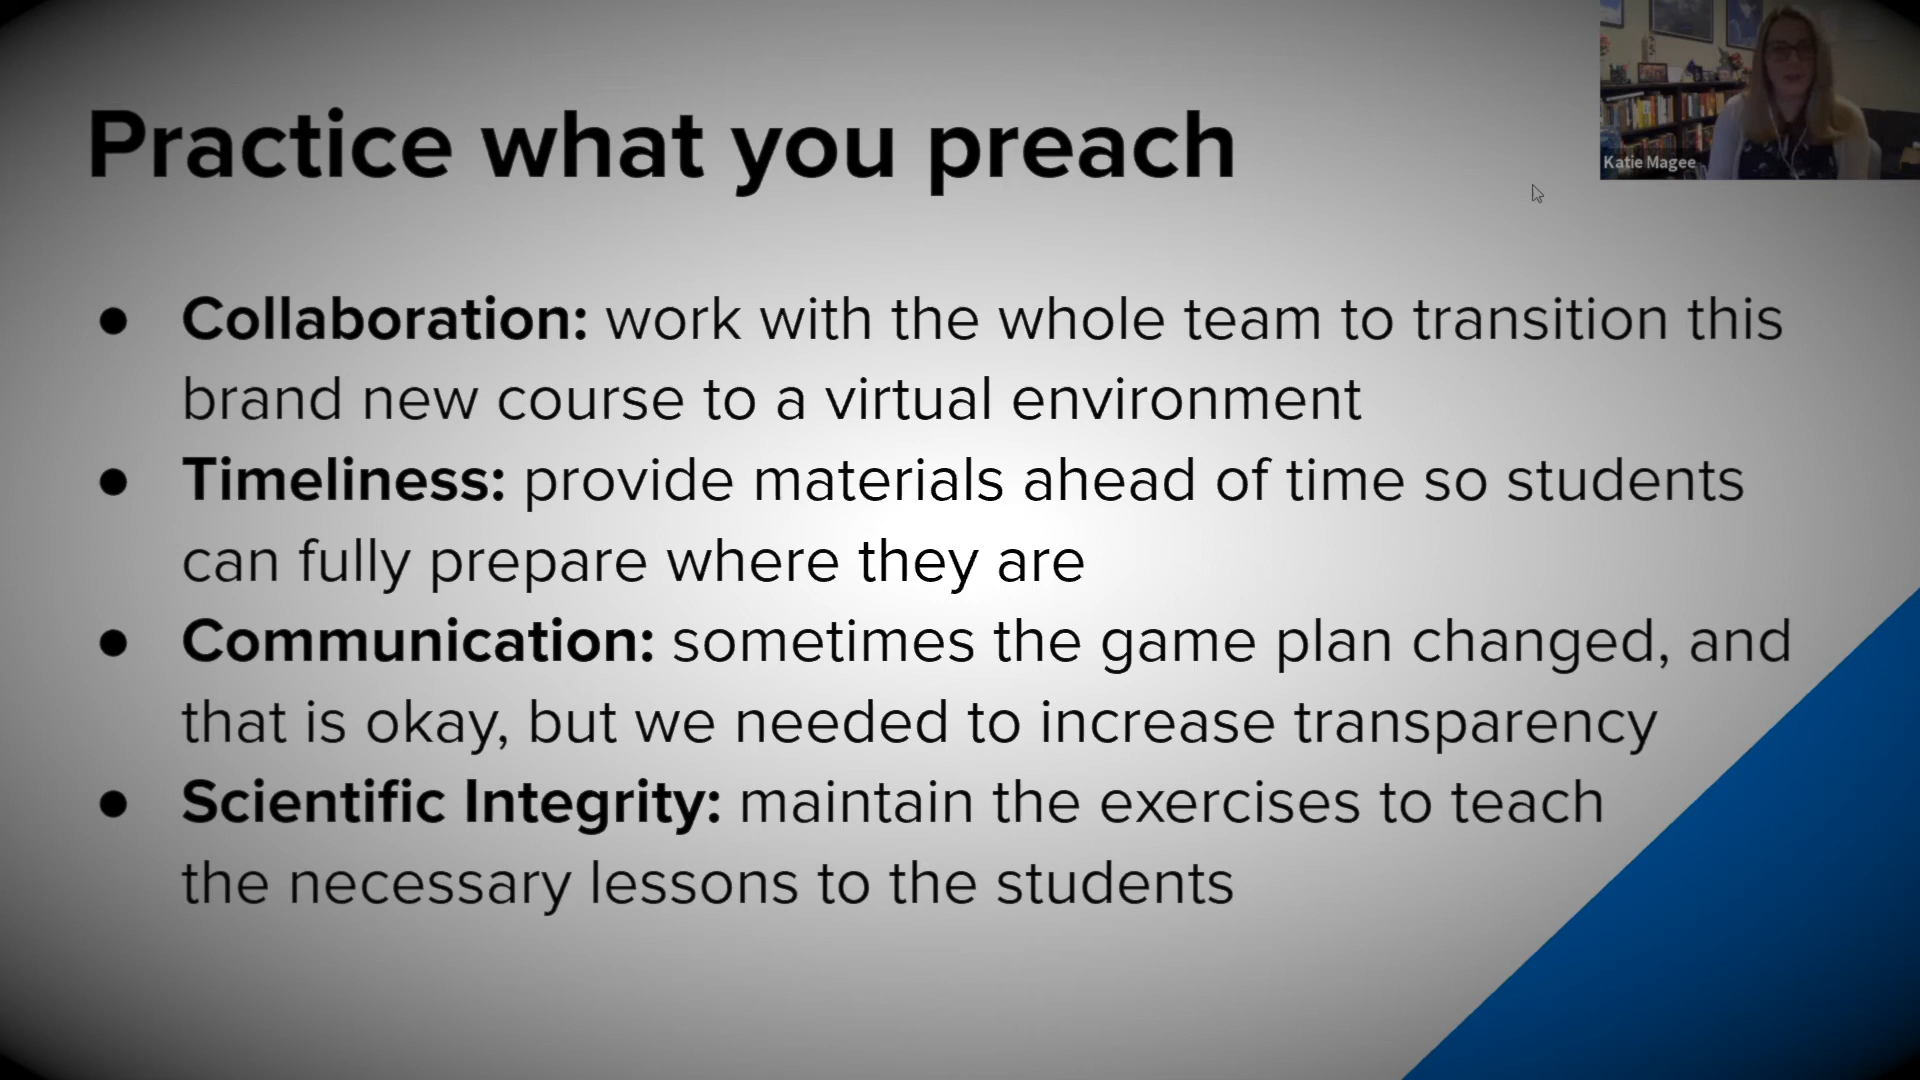 Practice what you preach
Katie Magee
● Collaboration: work with the whole team to transition this
brand new course to a virtual environment
● Timeliness: provide materials ahead of time so students
can fully prepare where they are
● Communication: sometimes the game plan changed, and
that is okay, but we needed to increase transparency
● Scientific Integrity: maintain the exercises to teach
the necessary lessons to the students